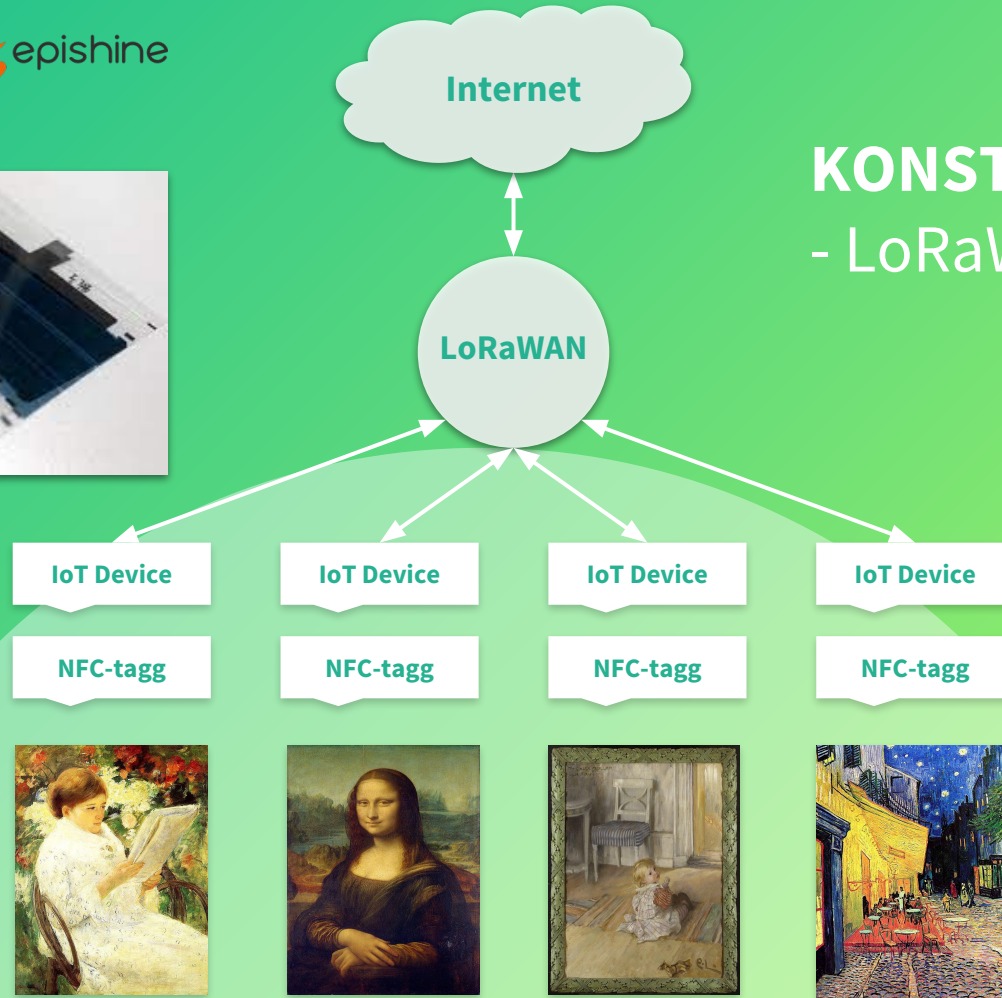 epishine
Internet
KONST
- LoRaW
LoRaWAN
IoT Device
IoT Device
IoT Device
IoT Device
NFC-tagg
NFC-tagg
NFC-tagg
NFC-tagg